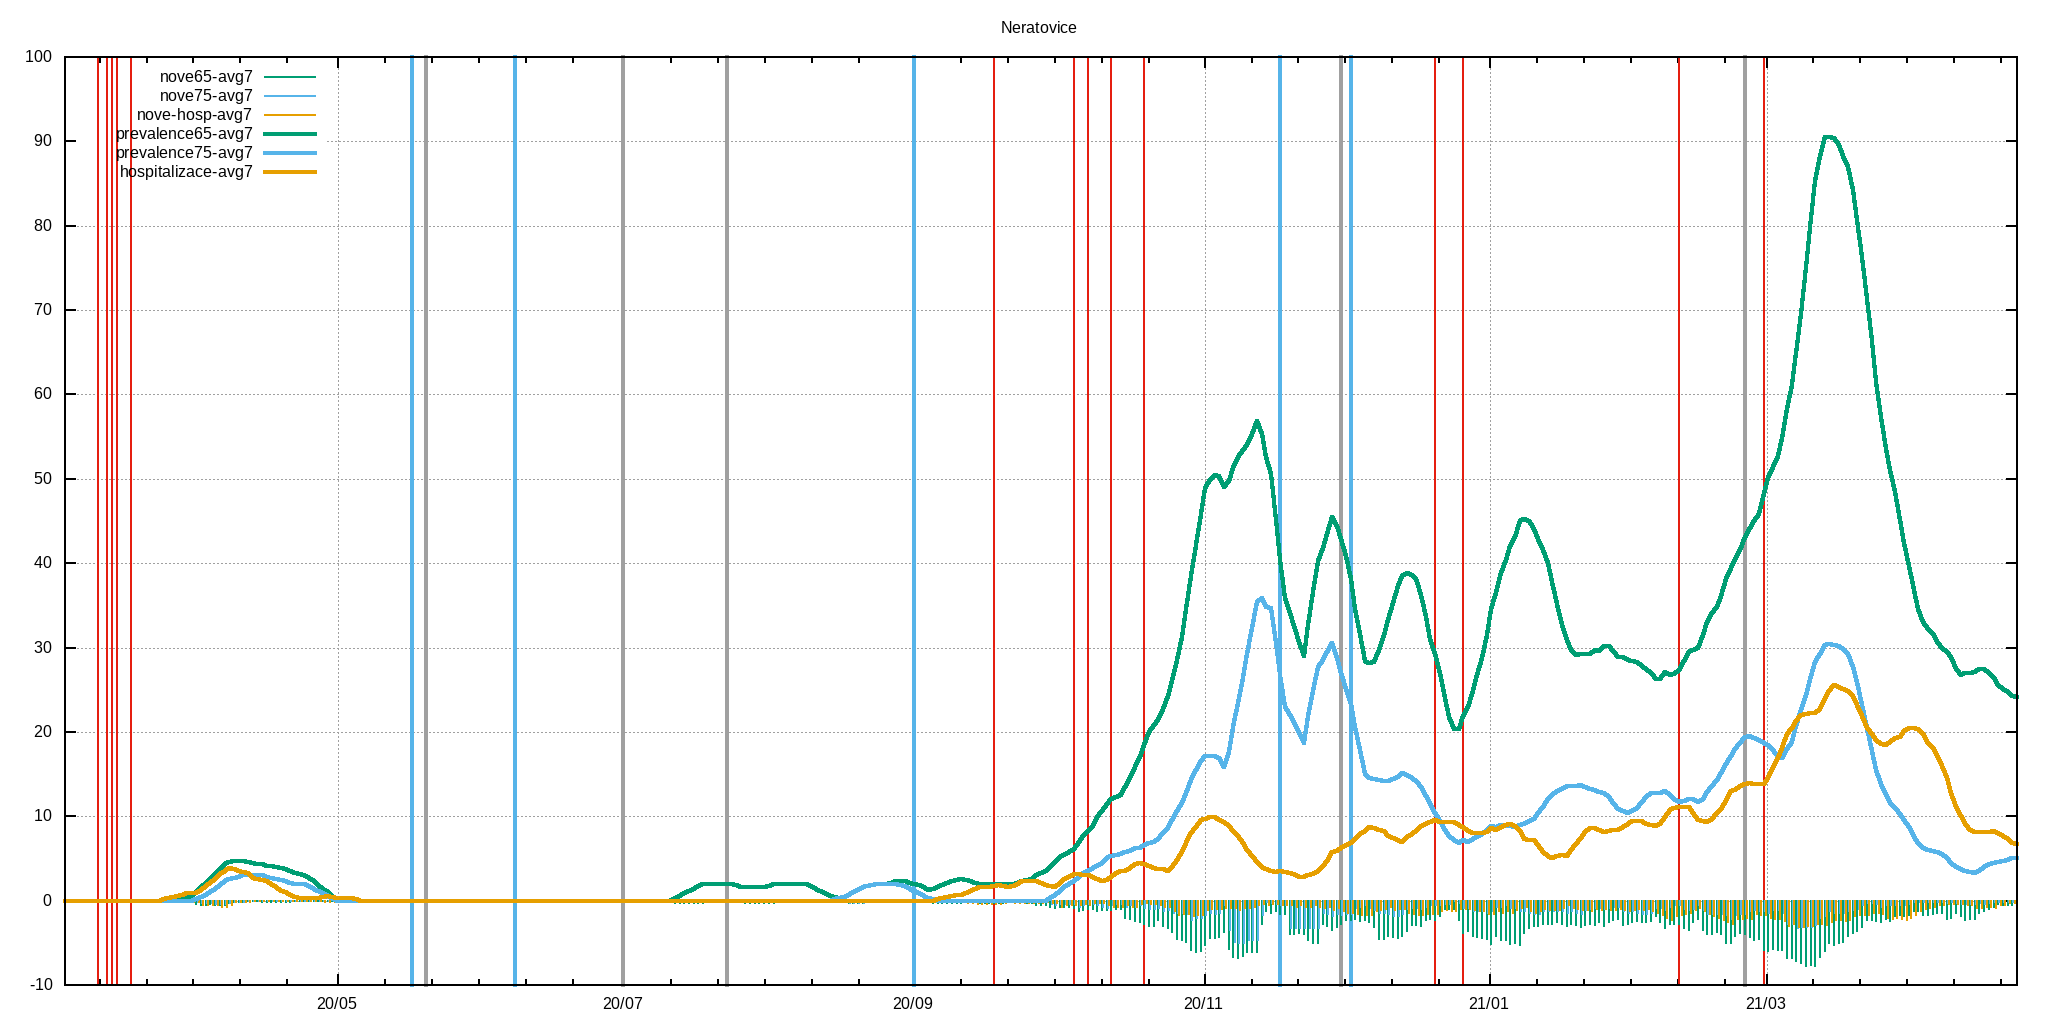 Neratovice
100
90
80
70
60
50
40
30
20
10
0
-10
nove65-avg7
nove75-avg7
nove-hosp-avg7
prevalence65-avg7
prevalence75-avg7
hospitalizace-avg7
20/05 20/07 20/09 20/11 21/01 21/03